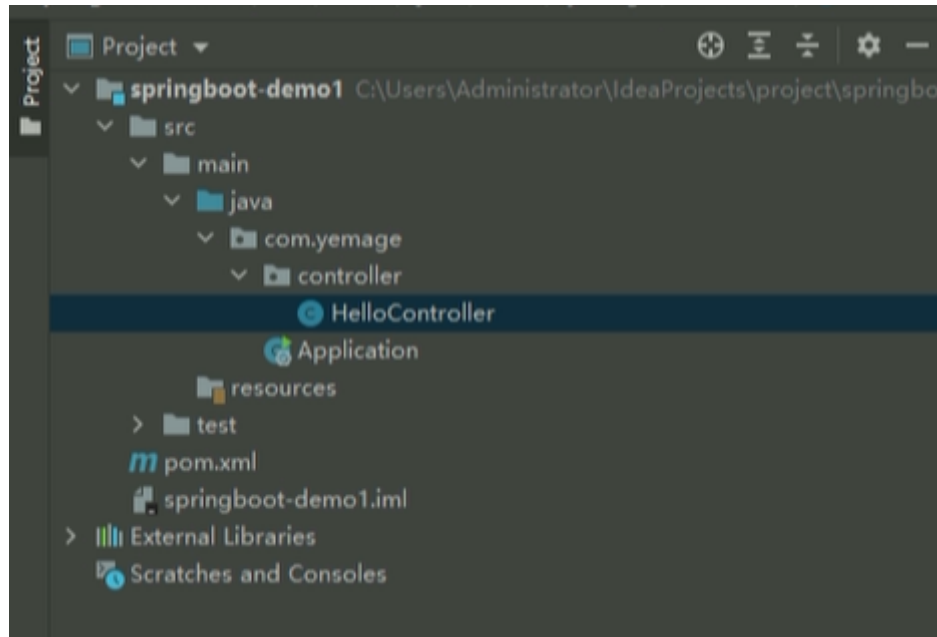 Project
Project
springboot-demo1 C:\Users\Administrator\IdeaProjects\project\springbo
src
main
java
com.yemage
controller
HelloController
Application
resources
test
pom.xml
springboot-demo1.iml
External Libraries
Scratches and Consoles